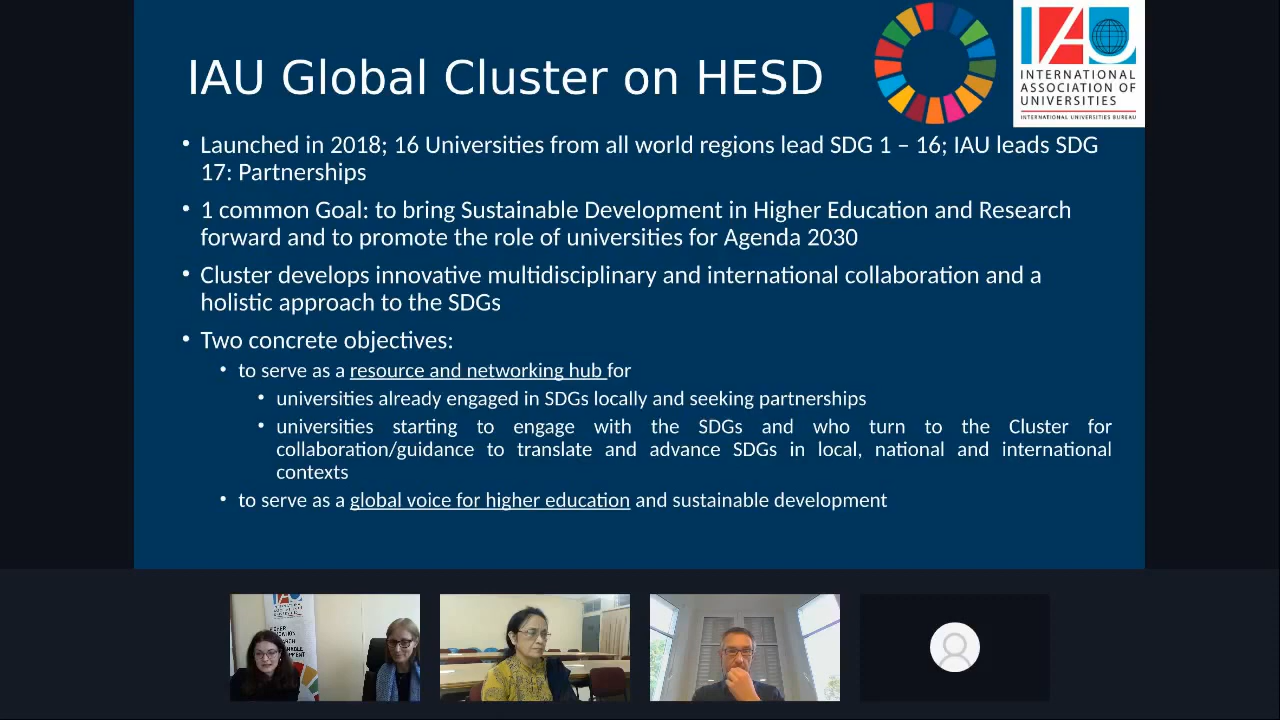 IAU Global Cluster on HESD
IAU
INTERNATIONAL
ASSOCIATION OF
UNIVERSITIES
INTERNATIONAL UNIVERSITIES BUREAU
• Launched in 2018; 16 Universities from all world regions lead SDG 1 – 16; IAU leads SDG
17: Partnerships
• 1 common Goal: to bring Sustainable Development in Higher Education and Research
forward and to promote the role of universities for Agenda 2030
• Cluster develops innovative multidisciplinary and international collaboration and a
holistic approach to the SDGs
• Two concrete objectives:
• to serve as a resource and networking hub for
• universities already engaged in SDGs locally and seeking partnerships
• universities starting to engage with the SDGs and who turn to the Cluster for
collaboration/guidance to translate and advance SDGs in local, national and international
contexts
• to serve as a global voice for higher education and sustainable development